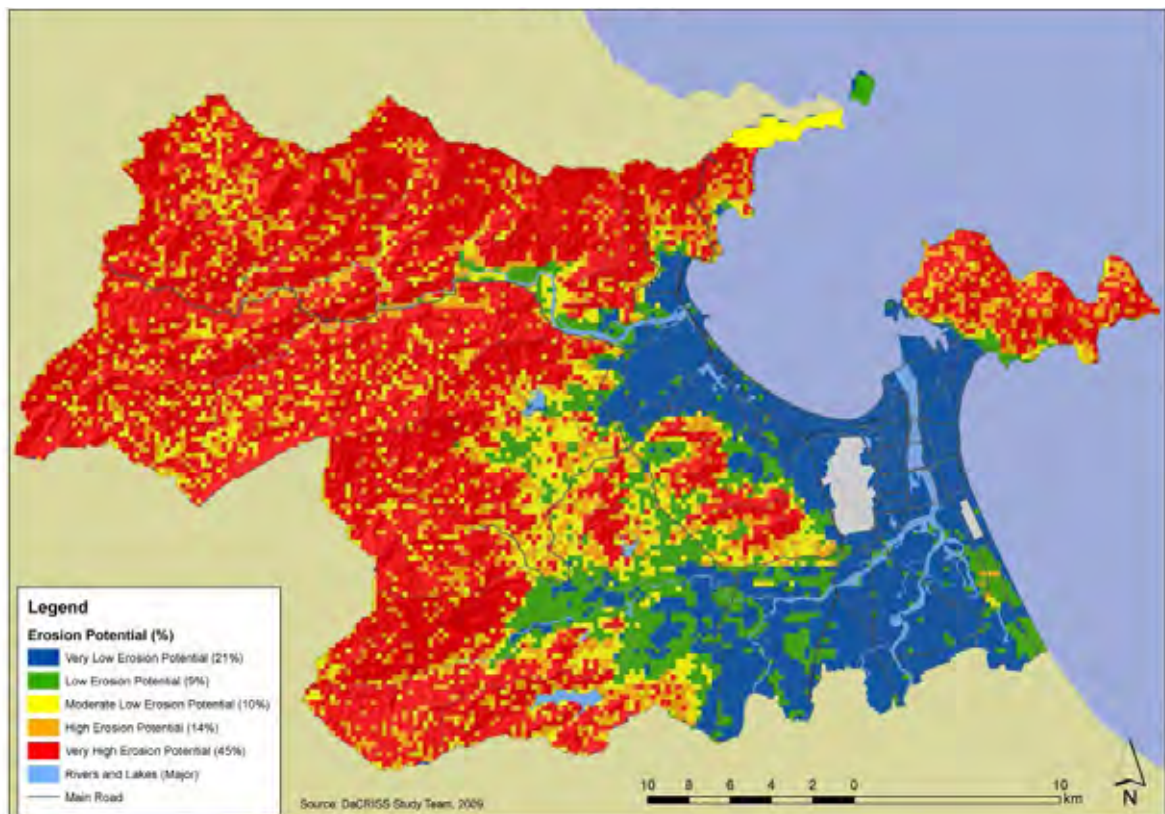 Legend
Erosion Potential (%)
Very Low Erosion Potential (21%)
Low Erosion Potential (9%)
Moderate Low Erosion Potential (10%)
High Erosion Potential (14%)
Very High Erosion Potential (45%)
Rivers and Lakes (Major)
Main Road
Source: DaCRISS Study Team, 2009
10 8 6 4 2 0 10
km
N